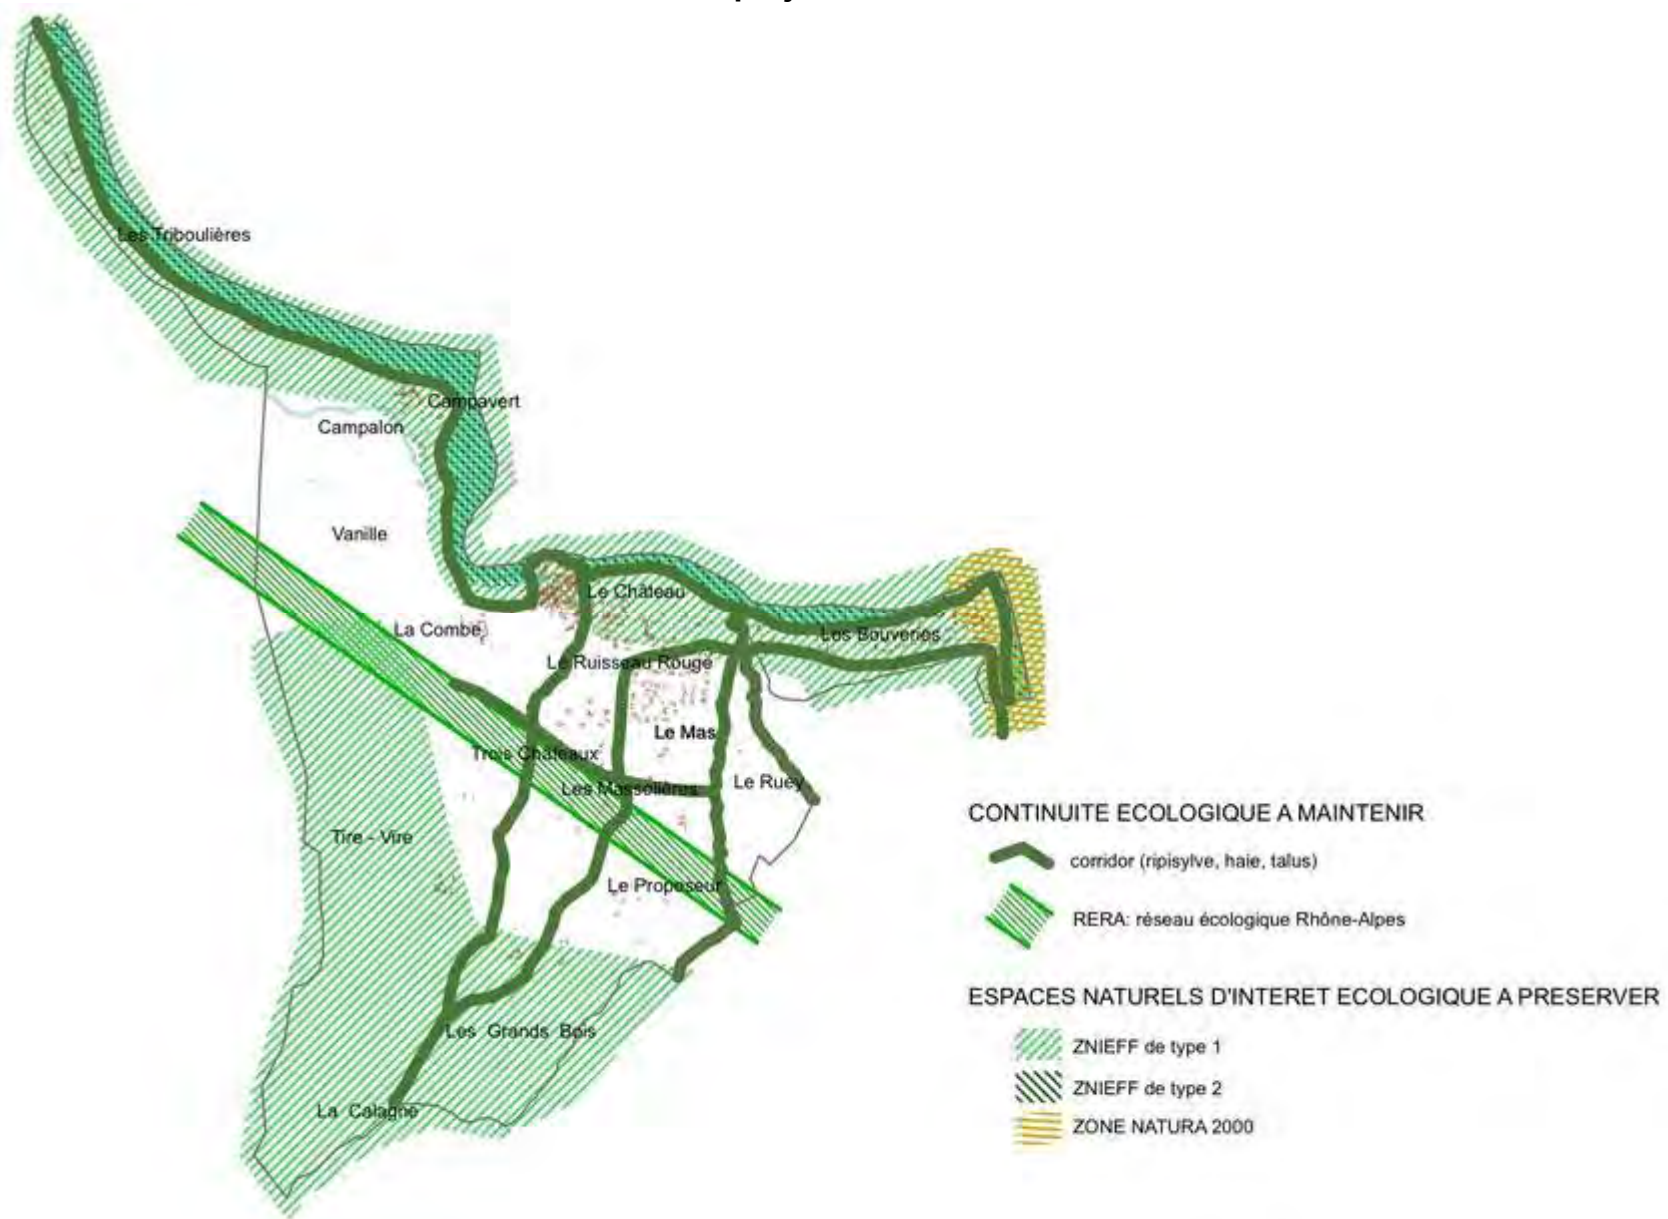 Les Triboulières
Campavert
Campalon
Vanille
Le Château
La Combe
Les Bouveries
Le Ruisseau Rouge
Le Mas
Trois Chateaux
Les Massolières
Le Ruey
Tire - Vire
Le Proposeur
Les Grands Bois
La Calagne
CONTINUITE ECOLOGIQUE A MAINTENIR
corridor (ripisylve, haie, talus)
RERA: réseau écologique Rhône-Alpes
ESPACES NATURELS D'INTERET ECOLOGIQUE A PRESERVER
ZNIEFF de type 1
ZNIEFF de type 2
ZONE NATURA 2000